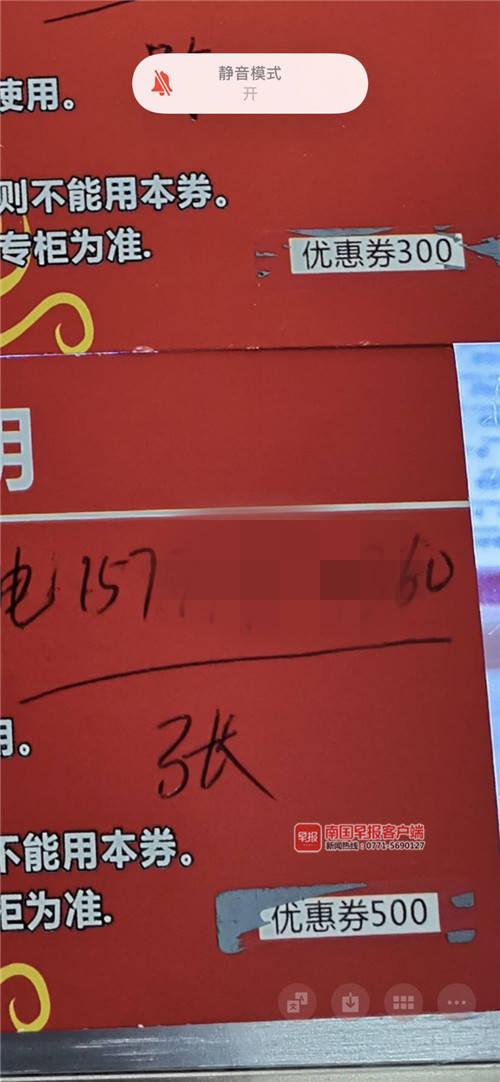 静音模式
开
使用。
则不能用本券。
专柜为准.
优惠券300
明
电157 60
张
用。
不能用本券。
柜为准.
早报 南国早报客户端
新闻热线:0771-5690127
优惠券500